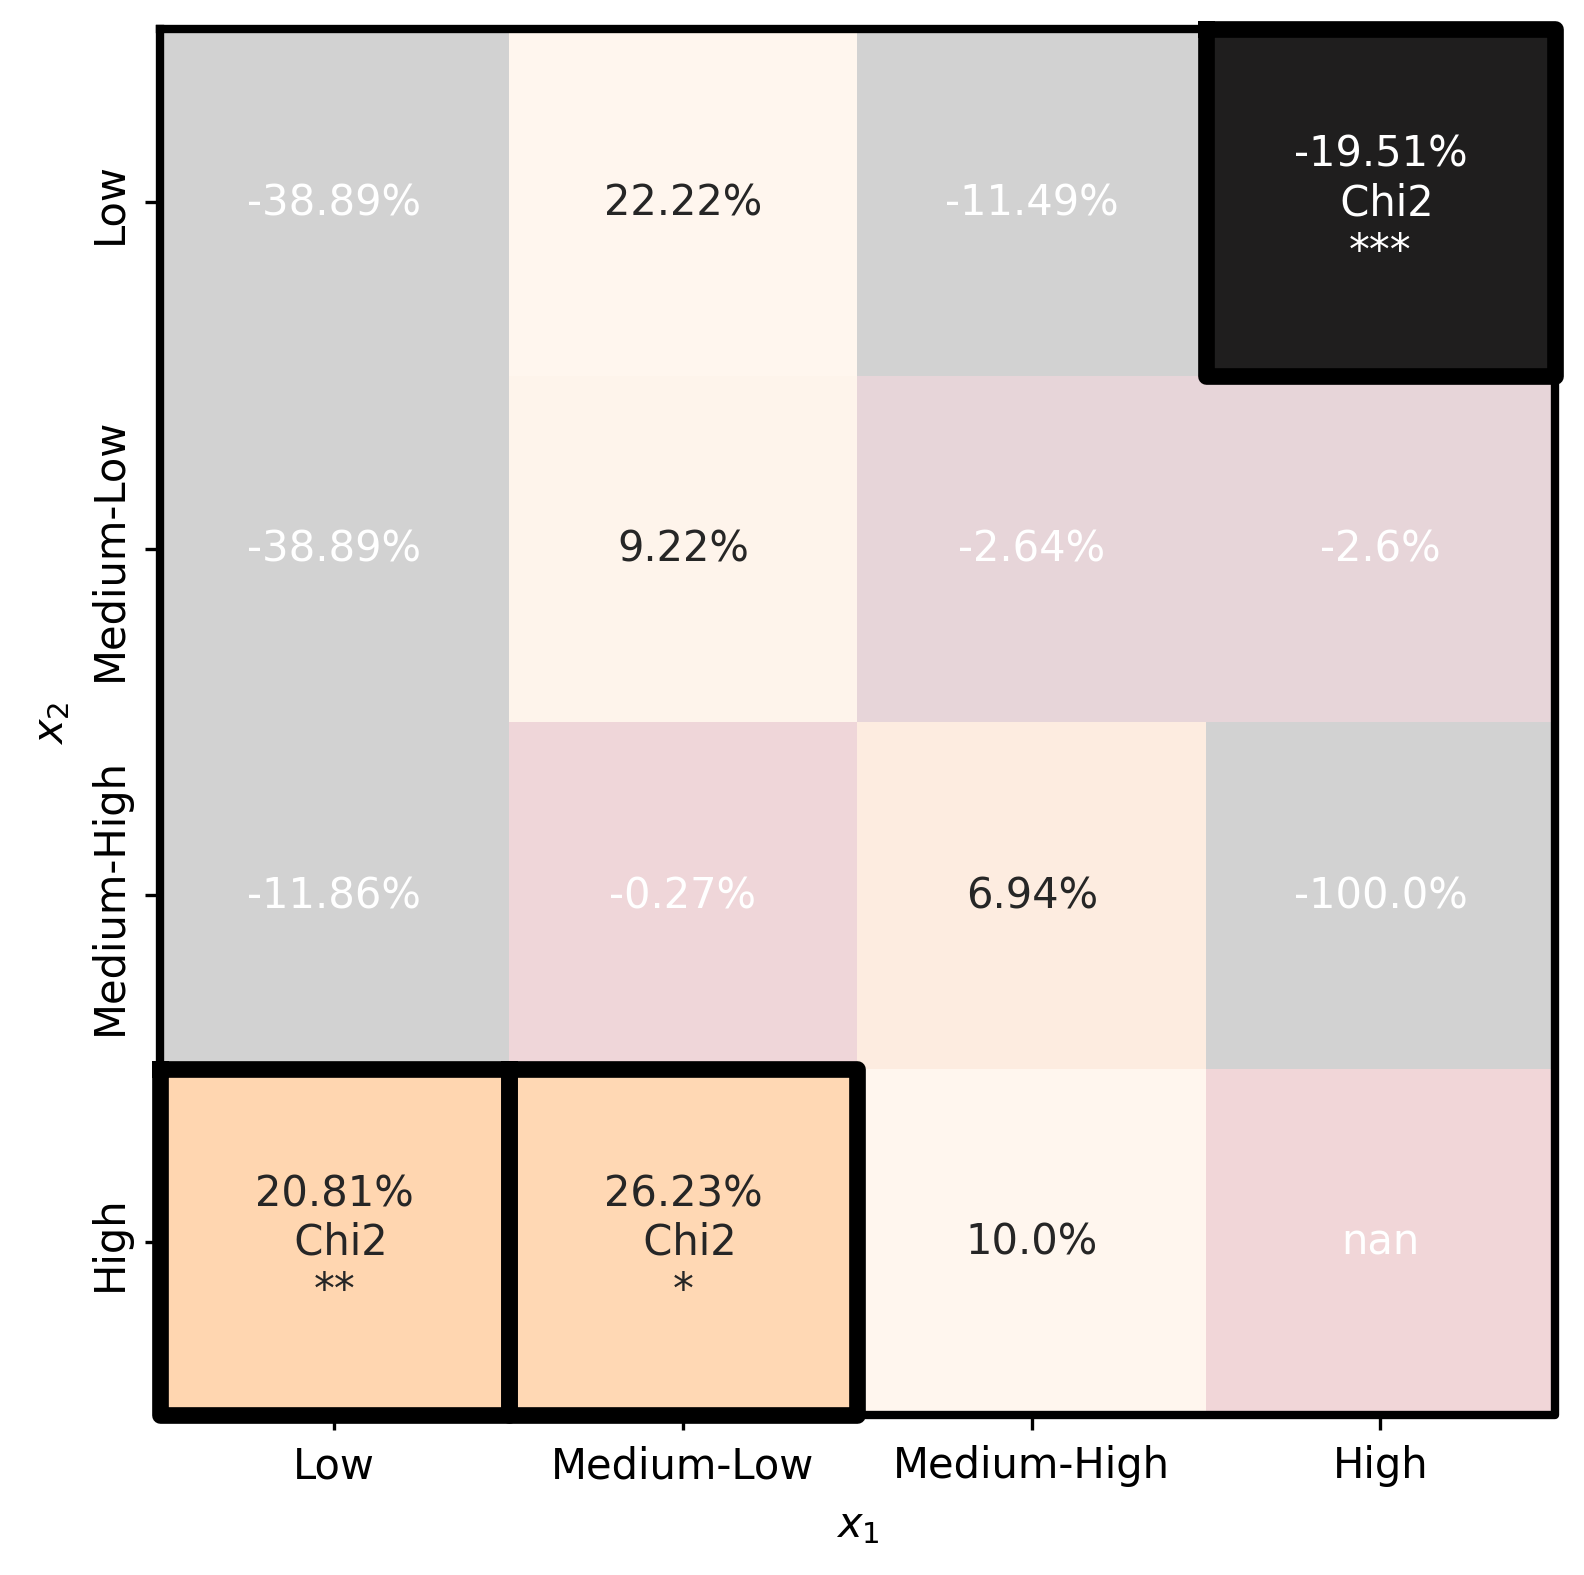 Low
-38.89%
22.22%
-11.49%
-19.51%
Chi2
***
Medium-Low
-38.89%
9.22%
-2.64%
-2.6%
x₂
Medium-High
-11.86%
-0.27%
6.94%
-100.0%
High
20.81%
Chi2
**
26.23%
Chi2
*
10.0%
nan
Low
Medium-Low
Medium-High
High
x₁